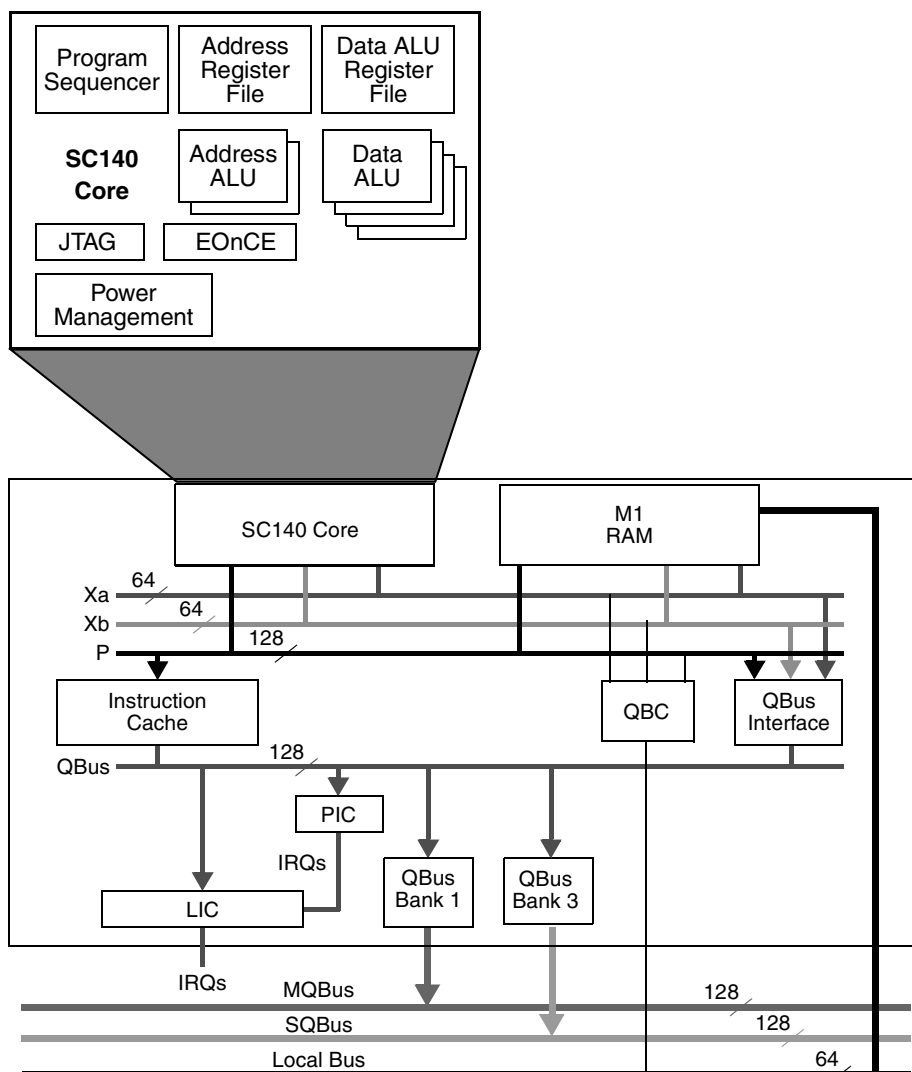 Program
Sequencer
Address
Register
File
Data ALU
Register
File
SC140
Core
Address
ALU
Data
ALU
JTAG
EOnCE
Power
Management
SC140 Core
M1
RAM
Xa
64
Xb
64
P
128
Instruction
Cache
QBC
QBus
Interface
QBus
128
PIC
IRQs
QBus
Bank 1
QBus
Bank 3
LIC
IRQs
MQBus
128
SQBus
128
Local Bus
64